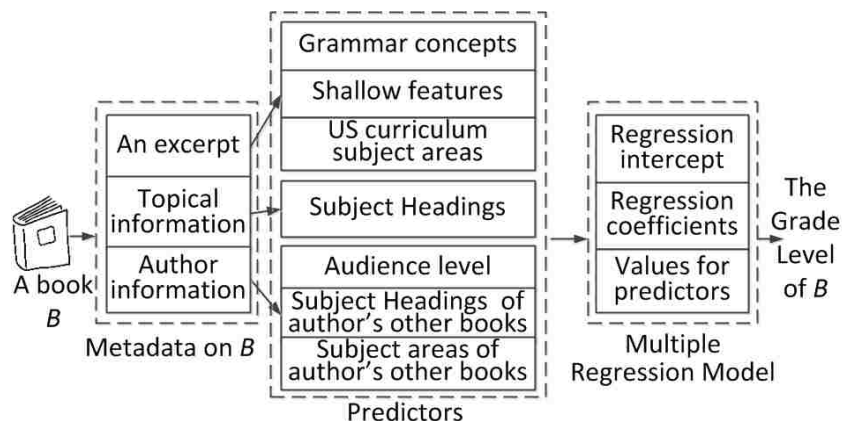 A book
B
An excerpt
Topical
information
Author
information
Metadata on B
Grammar concepts
Shallow features
US curriculum
subject areas
Subject Headings
Audience level
Subject Headings of
author's other books
Subject areas of
author's other books
Predictors
Regression
intercept
Regression
coefficients
Values for
predictors
Multiple
Regression Model
The
Grade
Level
of B